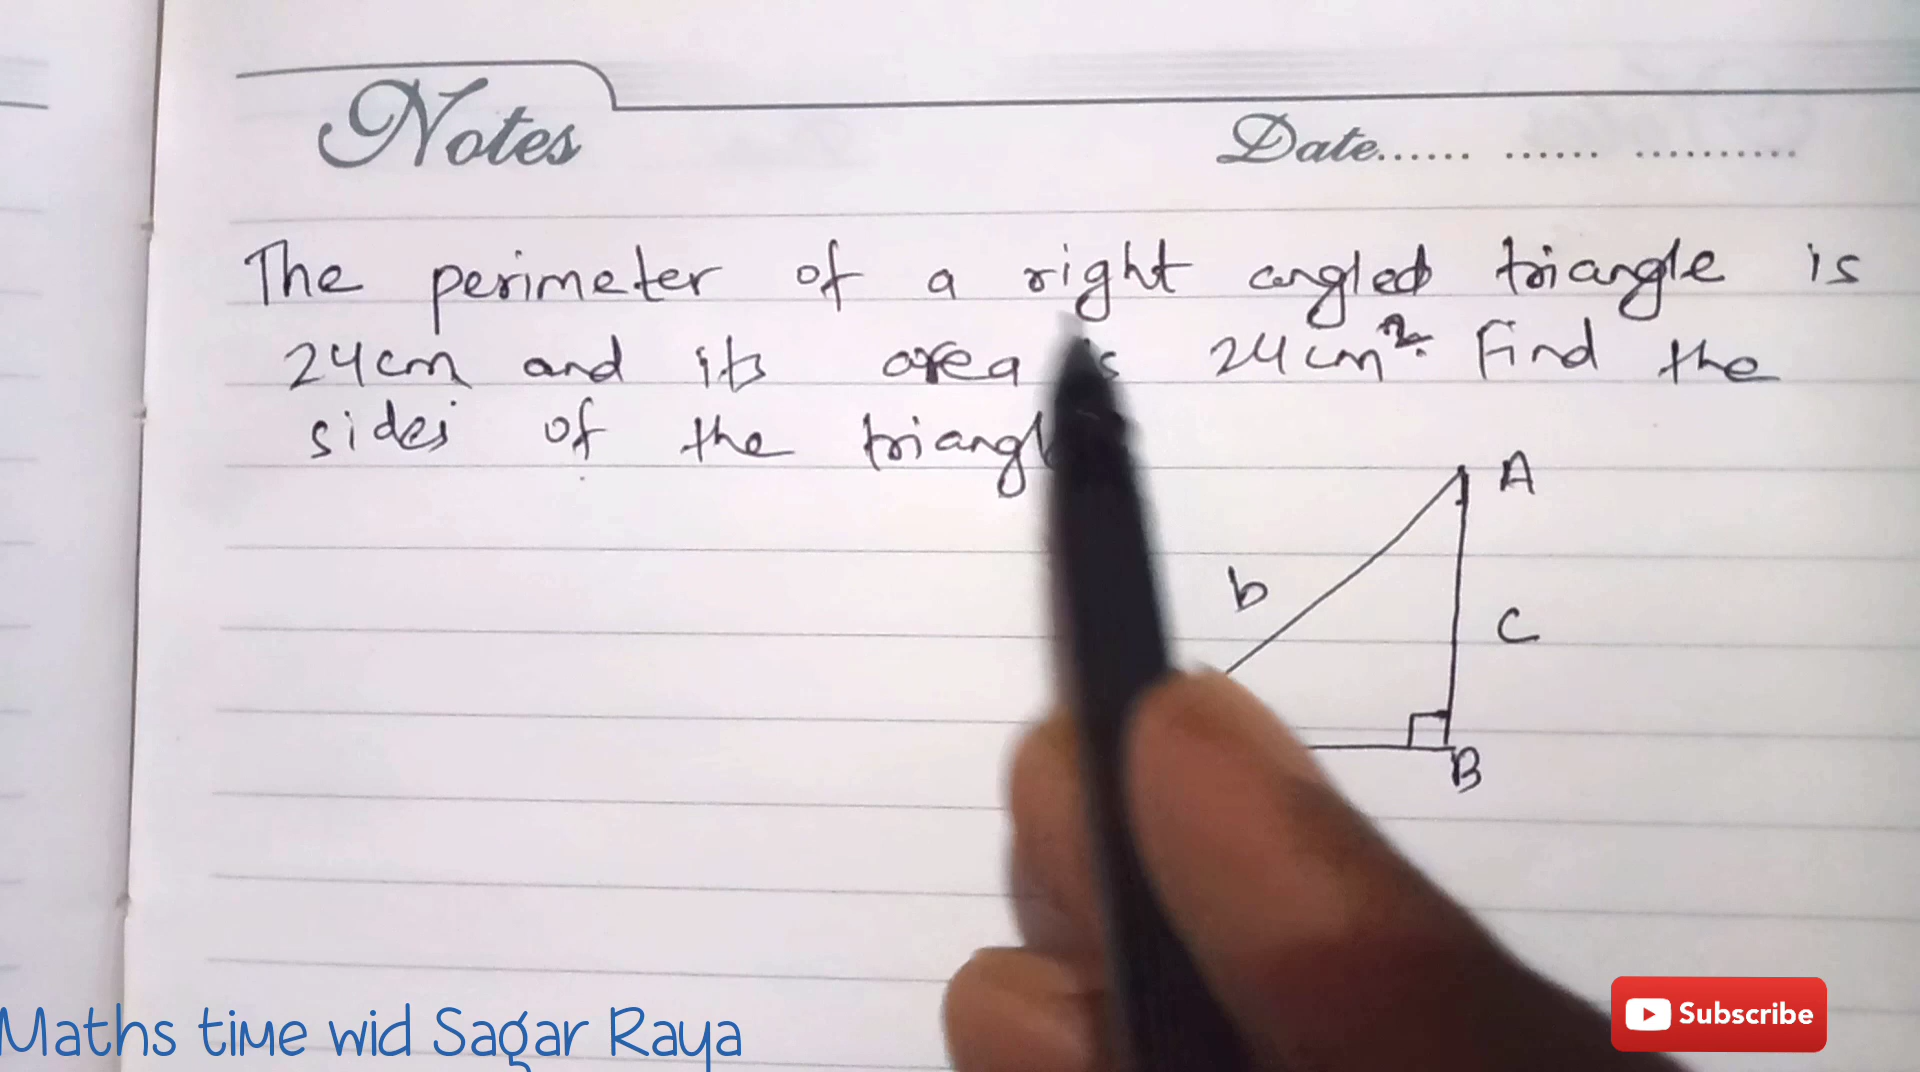 Notes
Date...... ...... ..........
The perimeter of a right angled triangle is
24cm and its area is 24cm². Find the
sides of the
A
b
C
B
Maths time wid Sagar Raya
Subscribe